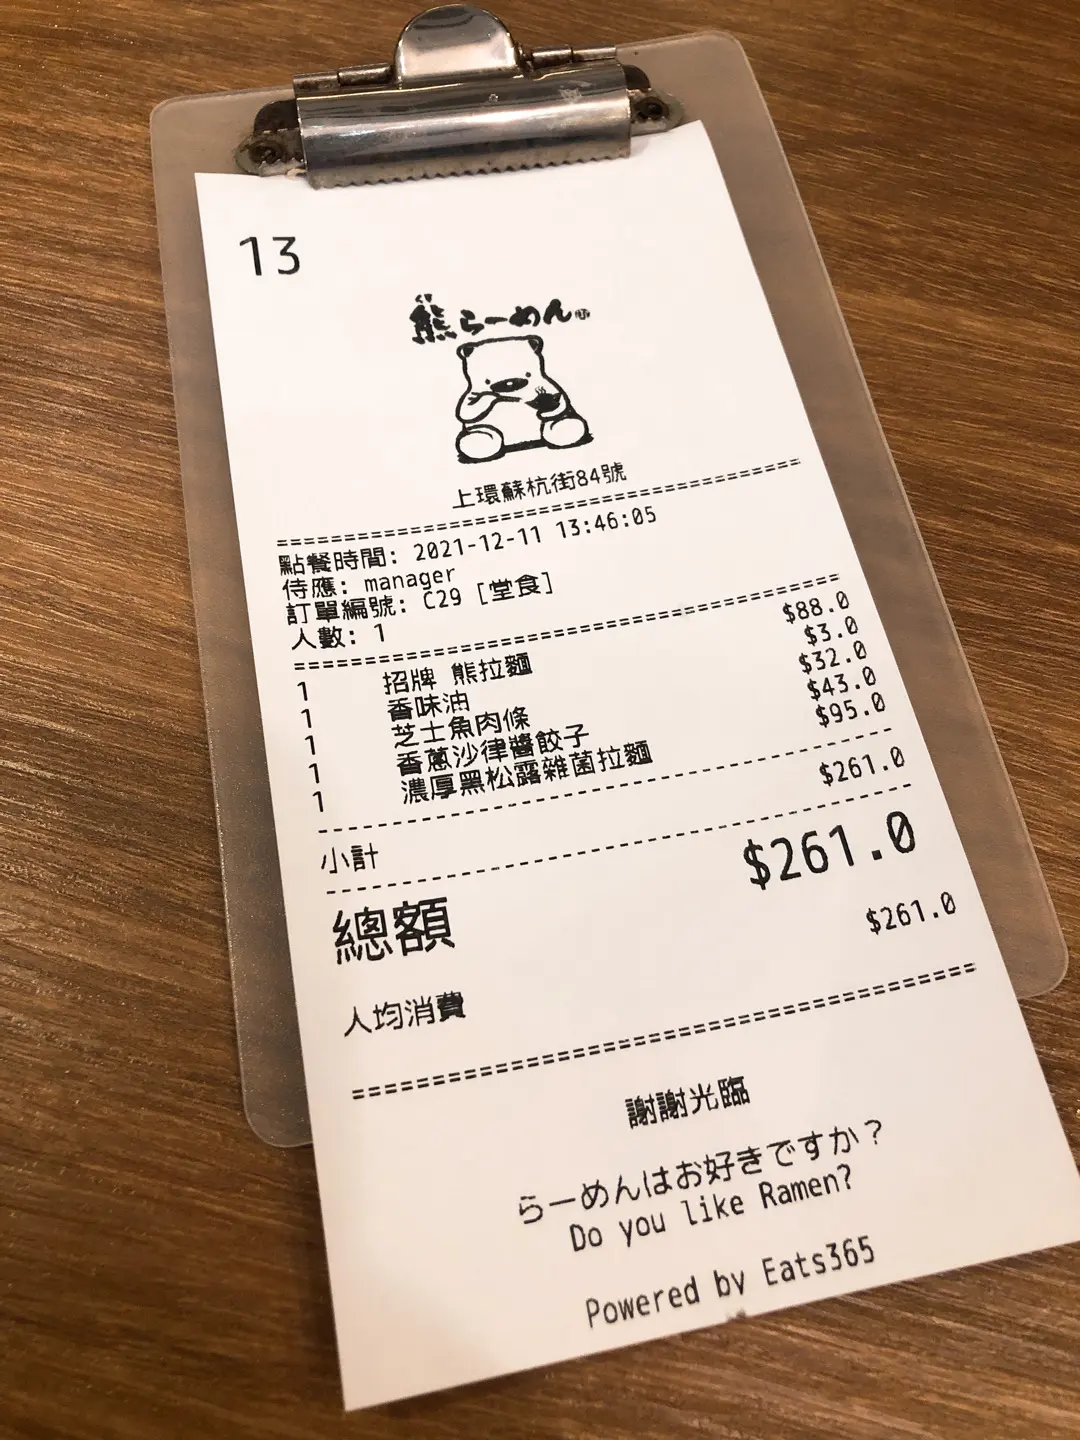 13
熊らーめん
上環蘇杭街84號
點餐時間: 2021-12-11 13:46:05
侍應: manager
訂單編號: C29 [堂食]
人數: 1
1 招牌 熊拉麵 $88.0
1 香味油 $3.0
1 芝士魚肉條 $32.0
1 香蔥沙律醬餃子 $43.0
1 濃厚黑松露雜菌拉麵 $95.0
小計 $261.0
總額 $261.0
人均消費 $261.0
謝謝光臨
らーめんはお好きですか？
Do you like Ramen?
Powered by Eats365